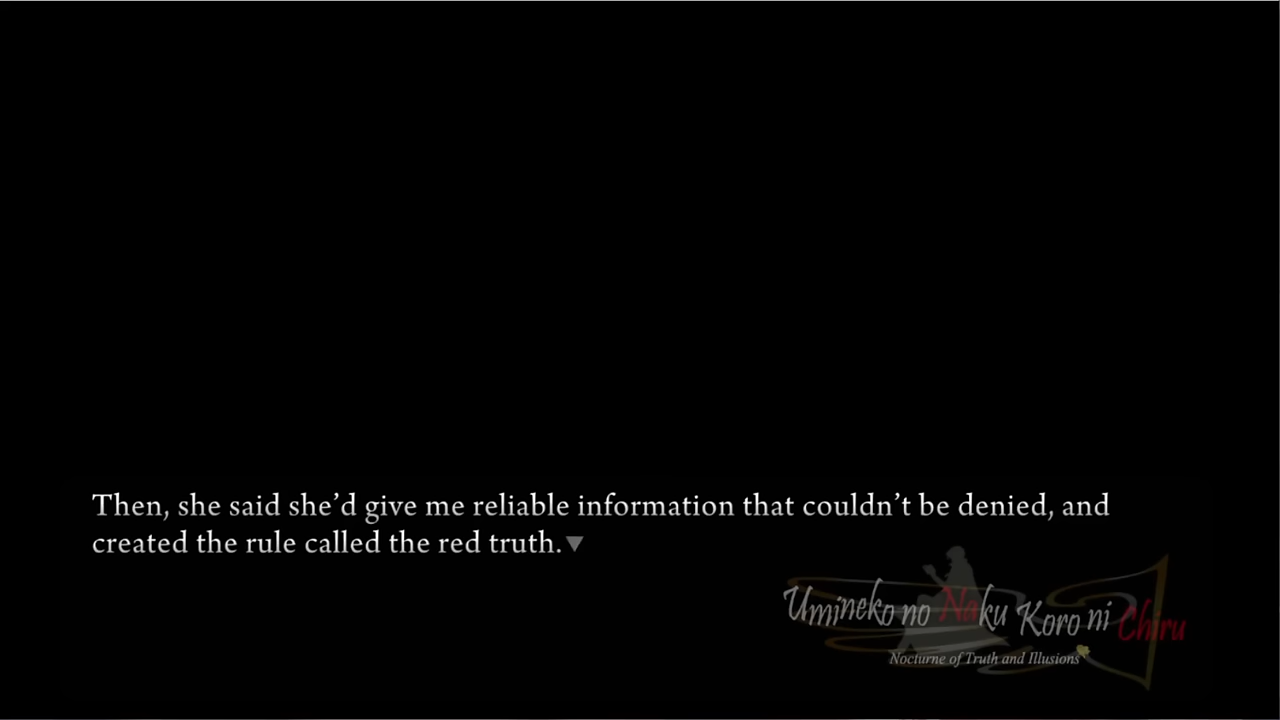 Then, she said she’d give me reliable information that couldn’t be denied, and
created the rule called the red truth.
Umineko no Naku Koro ni Chiru
Nocturne of Truth and Illusions